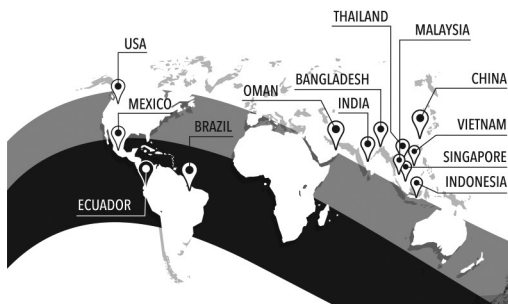 THAILAND
MALAYSIA
USA
CHINA
BANGLADESH
OMAN
MEXICO
INDIA
BRAZIL
VIETNAM
SINGAPORE
INDONESIA
ECUADOR